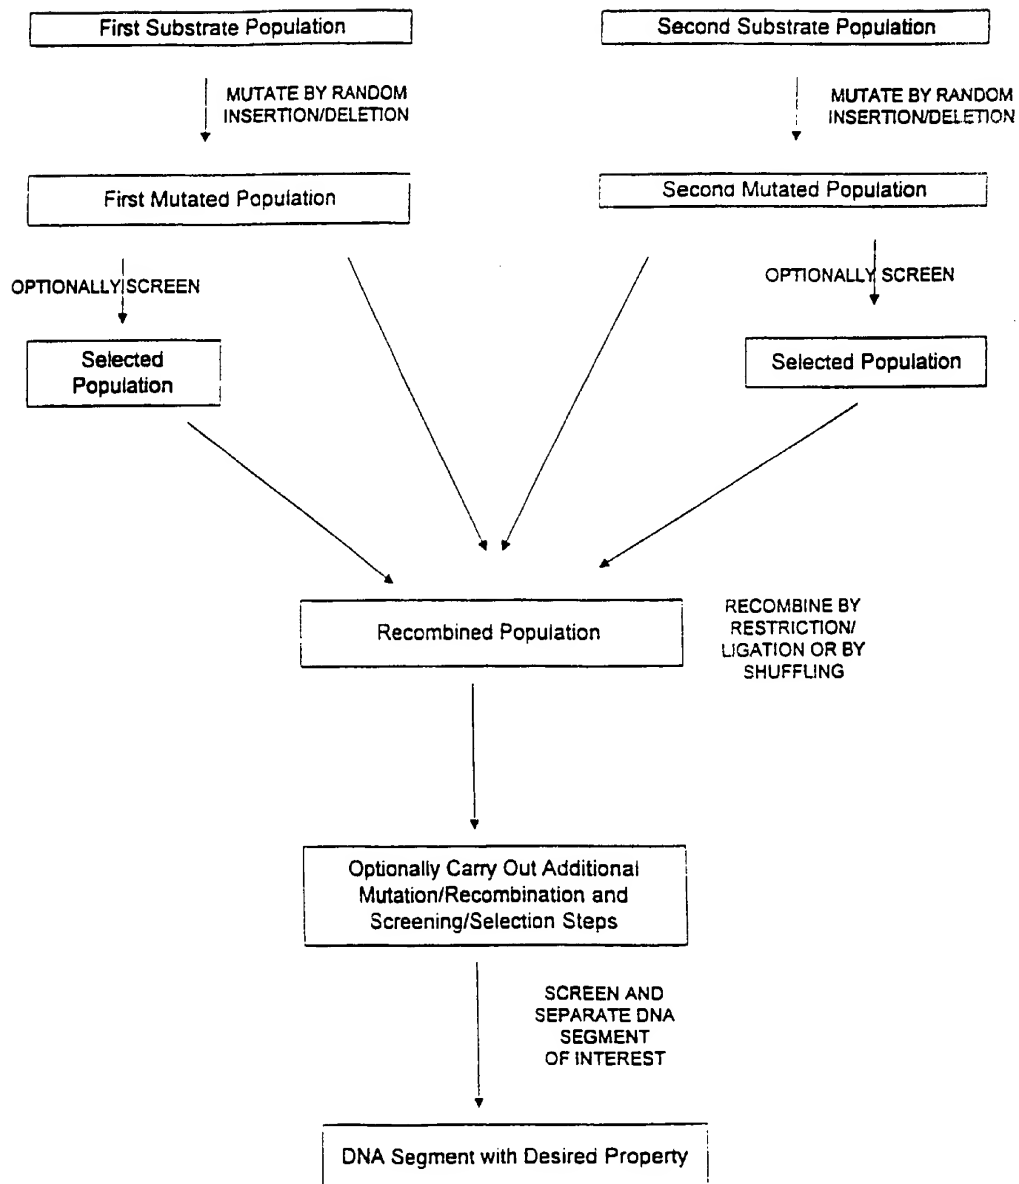 First Substrate Population
Second Substrate Population
MUTATE BY RANDOM
INSERTION/DELETION
MUTATE BY RANDOM
INSERTION/DELETION
First Mutated Population
Second Mutated Population
OPTIONALLY SCREEN
OPTIONALLY SCREEN
Selected
Population
Selected Population
Recombined Population
RECOMBINE BY
RESTRICTION/
LIGATION OR BY
SHUFFLING
Optionally Carry Out Additional
Mutation/Recombination and
Screening/Selection Steps
SCREEN AND
SEPARATE DNA
SEGMENT
OF INTEREST
DNA Segment with Desired Property